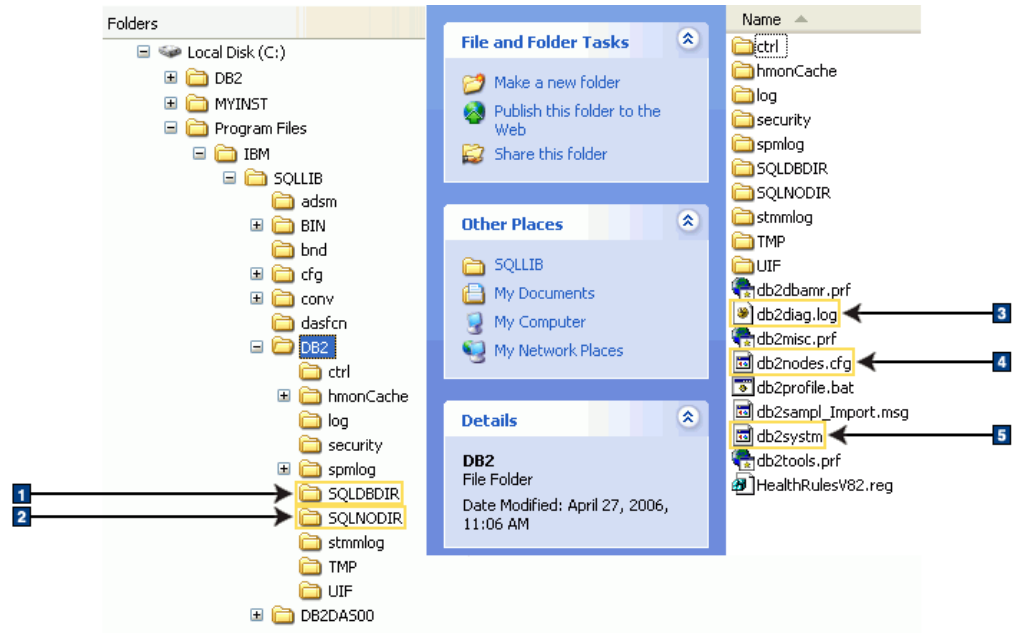 Folders
Local Disk (C:)
DB2
MYINST
Program Files
IBM
SQLLIB
adsm
BIN
bnd
cfg
conv
dasfcn
DB2
ctrl
hmonCache
log
security
spmlog
1
SQLDBDIR
2
SQLNODIR
stmmlog
TMP
UIF
DB2DAS00
File and Folder Tasks
Make a new folder
Publish this folder to the
Web
Share this folder
Other Places
SQLLIB
My Documents
My Computer
My Network Places
Details
DB2
File Folder
Date Modified: April 27, 2006,
11:06 AM
Name
ctrl
hmonCache
log
security
spmlog
SQLDBDIR
SQLNODIR
stmmlog
TMP
UIF
db2dbamr.prf
db2diag.log 3
db2misc.prf
db2nodes.cfg 4
db2profile.bat
db2sampl_Import.msg
db2systm 5
db2tools.prf
HealthRulesV82.reg